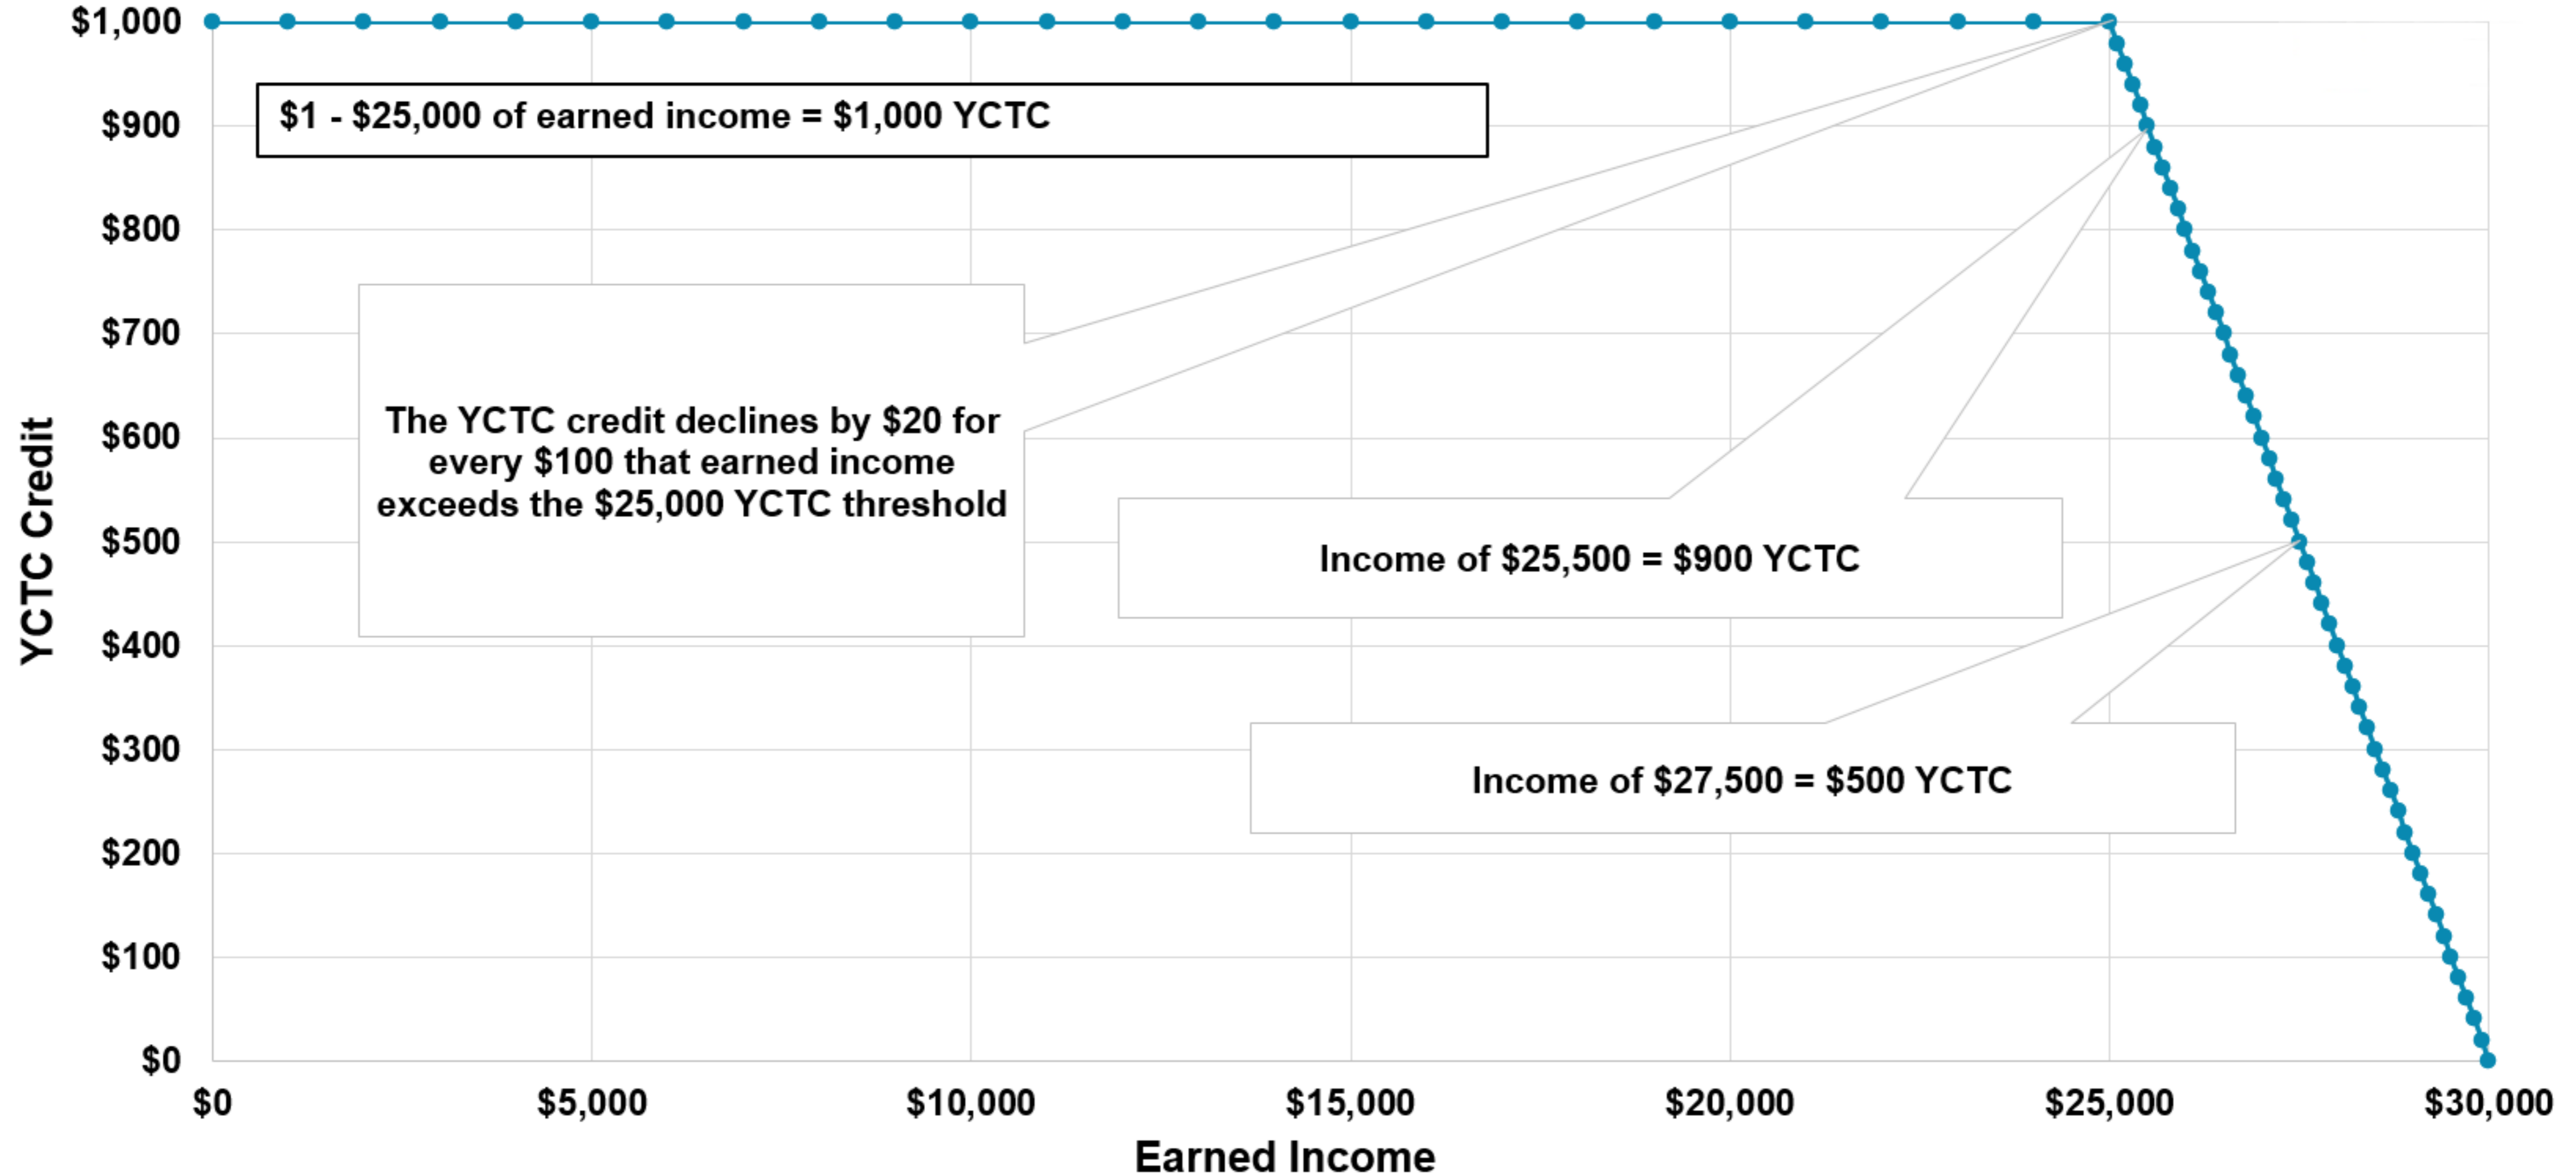 $1,000
$900
$800
$700
$600
$500
$400
$300
$200
$100
$0
YCTC Credit
$1 - $25,000 of earned income = $1,000 YCTC
The YCTC credit declines by $20 for
every $100 that earned income
exceeds the $25,000 YCTC threshold
Income of $25,500 = $900 YCTC
Income of $27,500 = $500 YCTC
$0
$5,000
$10,000
$15,000
$20,000
$25,000
$30,000
Earned Income